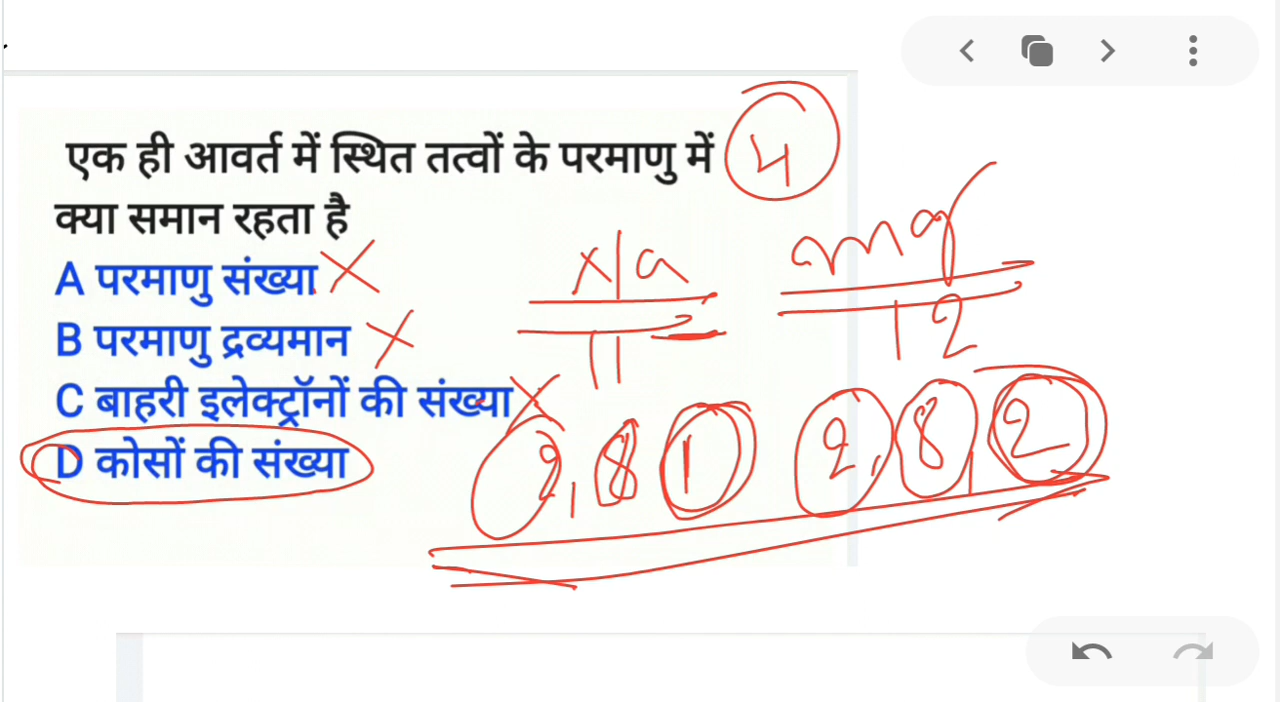 एक ही आवर्त में स्थित तत्वों के परमाणु में
क्या समान रहता है
A परमाणु संख्या
B परमाणु द्रव्यमान
C बाहरी इलेक्ट्रॉनों की संख्या
D कोसों की संख्या
4
Na
11
2,8 1
mg
12
2,8,2